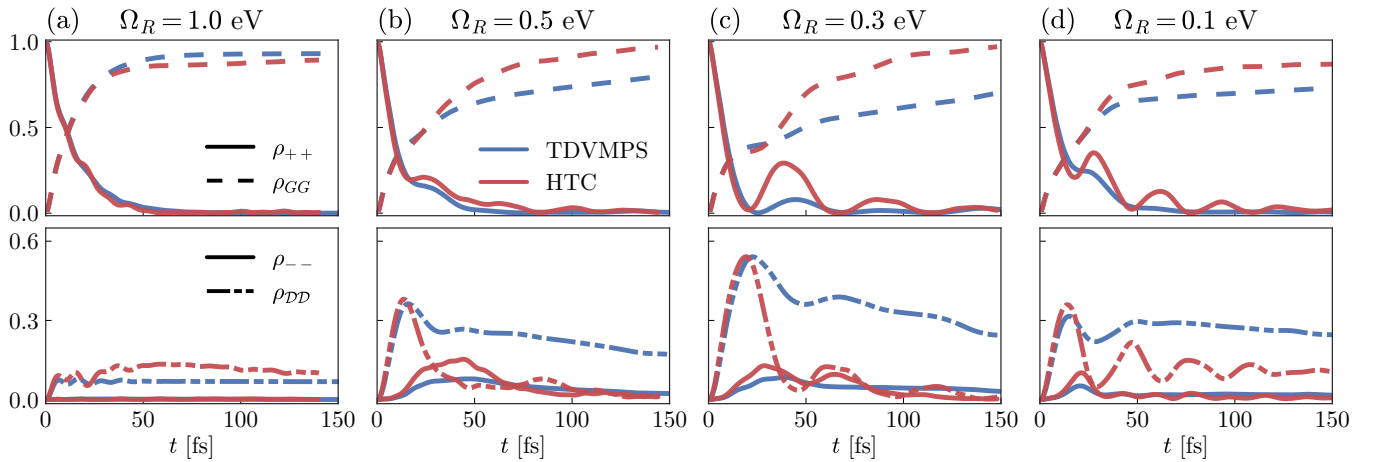 (a) Ω_R = 1.0 eV
(b) Ω_R = 0.5 eV
(c) Ω_R = 0.3 eV
(d) Ω_R = 0.1 eV
1.0
0.5
0.0
ρ_{++}
ρ_{GG}
TDVMPS
HTC
0.6
0.3
0.0
ρ_{−−}
ρ_{𝒟𝒟}
0 50 100 150
0 50 100 150
0 50 100 150
0 50 100 150
t [fs]
t [fs]
t [fs]
t [fs]